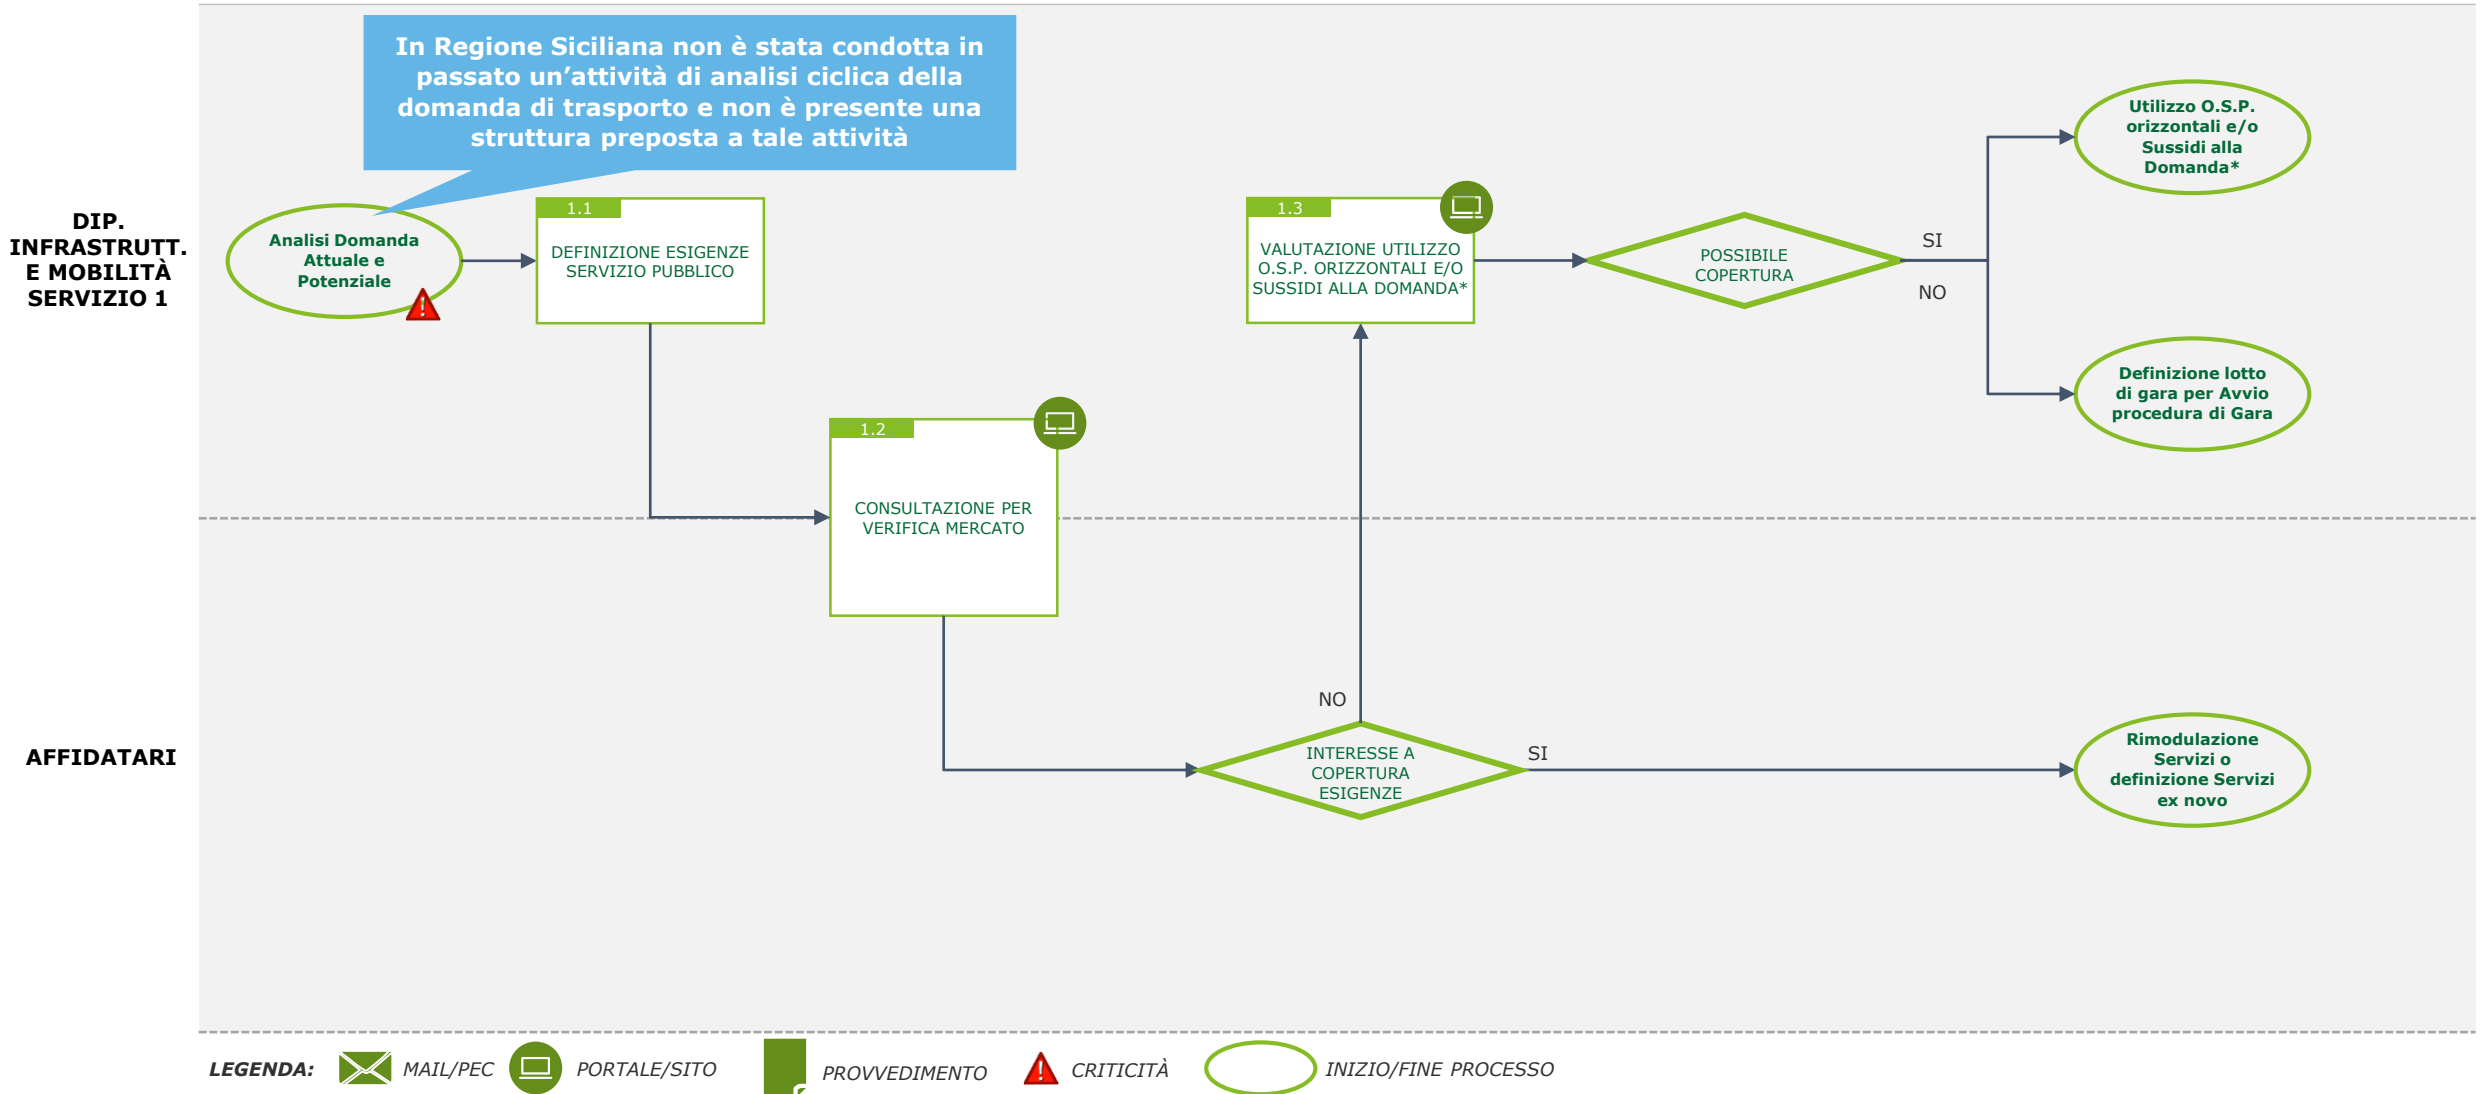 In Regione Siciliana non è stata condotta in
passato un’attività di analisi ciclica della
domanda di trasporto e non è presente una
struttura preposta a tale attività
DIP.
INFRASTRUTT.
E MOBILITÀ
SERVIZIO 1
Analisi Domanda
Attuale e
Potenziale
1.1
DEFINIZIONE ESIGENZE
SERVIZIO PUBBLICO
1.2
CONSULTAZIONE PER
VERIFICA MERCATO
1.3
VALUTAZIONE UTILIZZO
O.S.P. ORIZZONTALI E/O
SUSSIDI ALLA DOMANDA*
POSSIBILE
COPERTURA
SI
NO
Utilizzo O.S.P.
orizzontali e/o
Sussidi alla
Domanda*
Definizione lotto
di gara per Avvio
procedura di Gara
AFFIDATARI
NO
INTERESSE A
COPERTURA
ESIGENZE
SI
Rimodulazione
Servizi o
definizione Servizi
ex novo
LEGENDA:
MAIL/PEC
PORTALE/SITO
PROVVEDIMENTO
CRITICITÀ
INIZIO/FINE PROCESSO